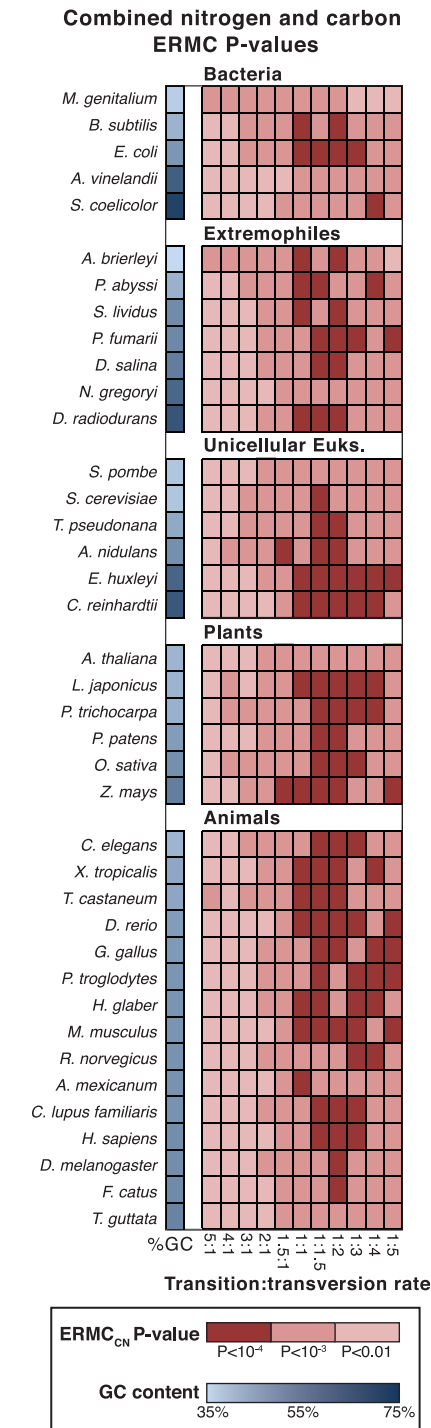 Combined nitrogen and carbon
ERMC P-values
Bacteria
M. genitalium
B. subtilis
E. coli
A. vinelandii
S. coelicolor
Extremophiles
A. brierleyi
P. abyssi
S. lividus
P. fumarii
D. salina
N. gregoryi
D. radiodurans
Unicellular Euks.
S. pombe
S. cerevisiae
T. pseudonana
A. nidulans
E. huxleyi
C. reinhardtii
Plants
A. thaliana
L. japonicus
P. trichocarpa
P. patens
O. sativa
Z. mays
Animals
C. elegans
X. tropicalis
T. castaneum
D. rerio
G. gallus
P. troglodytes
H. glaber
M. musculus
R. norvegicus
A. mexicanum
C. lupus familiaris
H. sapiens
D. melanogaster
F. catus
T. guttata
%GC 5:1 4:1 3:1 2:1 1.5:1 1:1 1:1.5 1:2 1:3 1:4 1:5
Transition:transversion rate
ERMC_CN P-value
P<10⁻⁴ P<10⁻³ P<0.01
GC content
35% 55% 75%